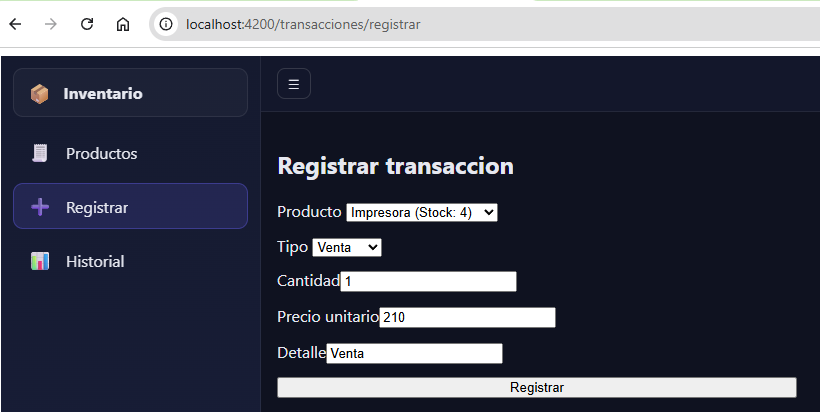 localhost:4200/transacciones/registrar
Inventario
Productos
Registrar
Historial
☰
Registrar transaccion
Producto Impresora (Stock: 4)
Tipo Venta
Cantidad 1
Precio unitario 210
Detalle Venta
Registrar